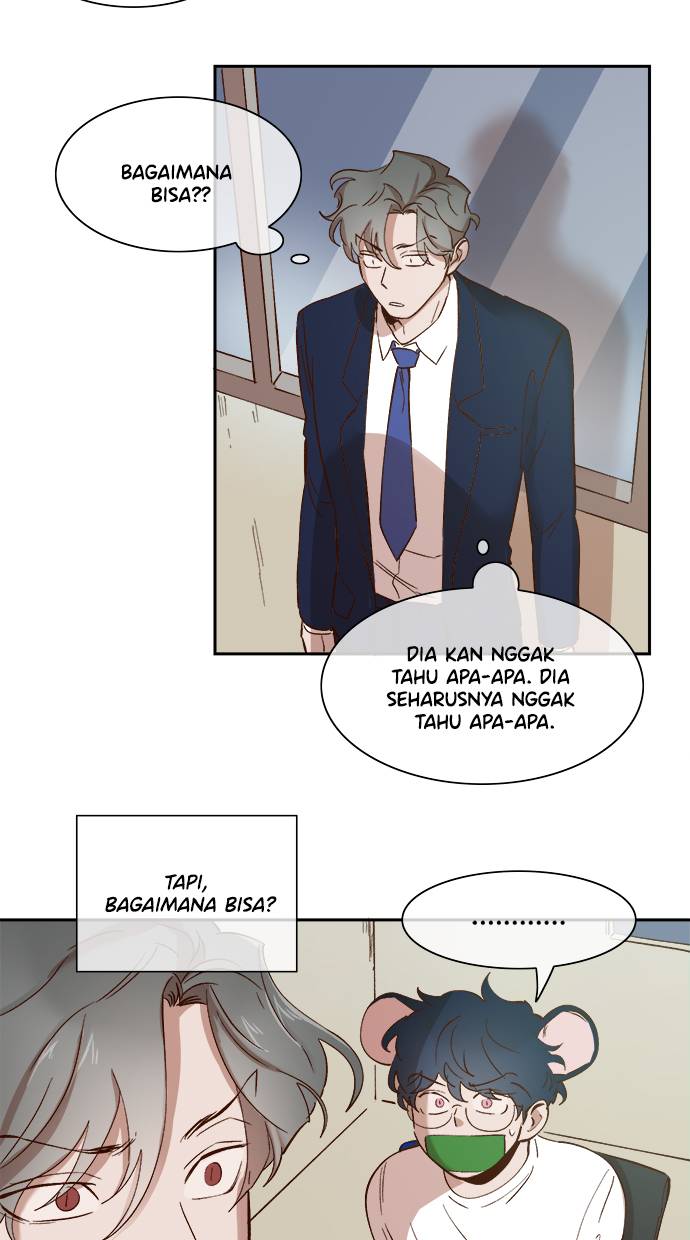 BAGAIMANA
BISA??
DIA KAN NGGAK
TAHU APA-APA. DIA
SEHARUSNYA NGGAK
TAHU APA-APA.
TAPI,
BAGAIMANA BISA?
............